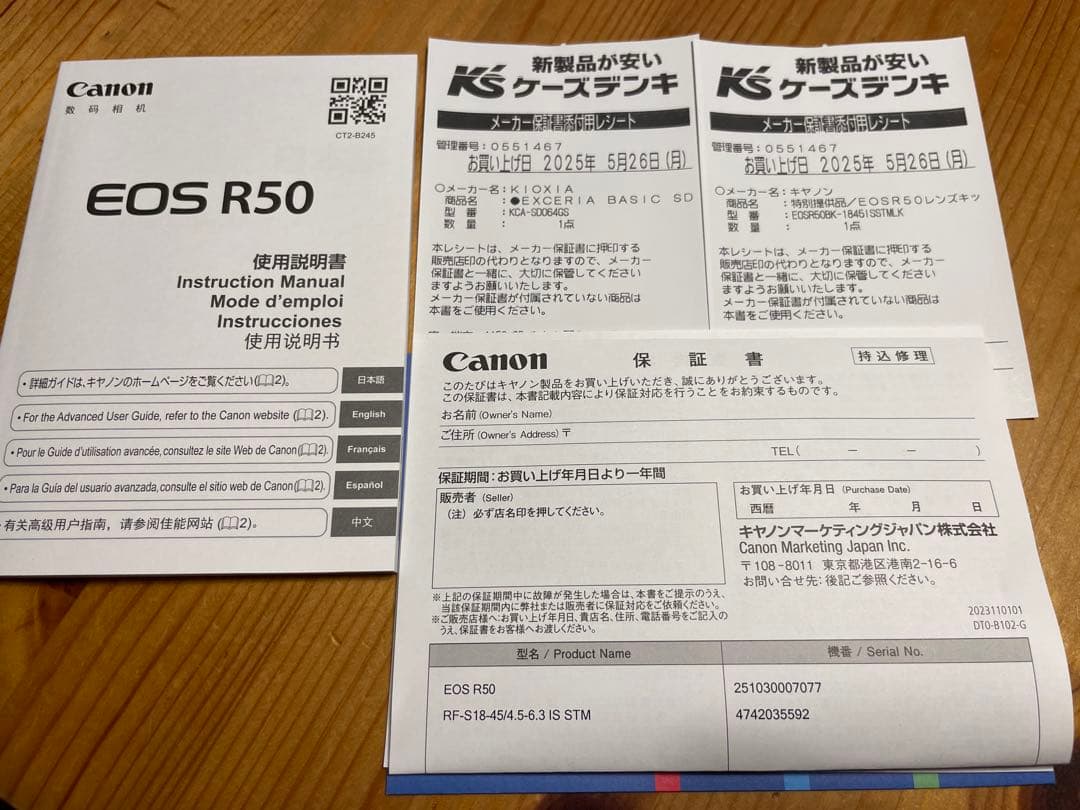 Canon
数码相机
CT2-B245
EOS R50
使用説明書
Instruction Manual
Mode d'emploi
Instrucciones
使用说明书
• 詳細ガイドは、キヤノンのホームページをご覧ください(2)。
日本語
• For the Advanced User Guide, refer to the Canon website (2).
English
• Pour le Guide d'utilisation avancée, consultez le site Web de Canon(2).
Français
• Para la Guía del usuario avanzada, consulte el sitio web de Canon(2).
Español
有关高级用户指南，请参阅佳能网站 (2)。
中文
新製品が安い
K's ケーズデンキ
メーカー保証書添付用レシート
管理番号：0551467
お買い上げ日 2025年 5月26日(月)
○メーカー名：KIOXIA
商品名 ：●EXCERIA BASIC SD
型 番 ：KCA-SD064GS
数 量 ： 1点
本レシートは、メーカー保証書に押印する
販売店印の代わりとなりますので、メーカー
保証書と一緒に、大切に保管してください
ますようお願いいたします。
メーカー保証書が付属されていない商品は
本書をご使用ください。
新製品が安い
K's ケーズデンキ
メーカー保証書添付用レシート
管理番号：0551467
お買い上げ日 2025年 5月26日(月)
○メーカー名：キヤノン
商品名 ：特別提供品/EOSR50レンズキッ
型 番 ：EOSR50BK-1845ISSTMLK
数 量 ： 1点
本レシートは、メーカー保証書に押印する
販売店印の代わりとなりますので、メーカー
保証書と一緒に、大切に保管してください
ますようお願いいたします。
メーカー保証書が付属されていない商品は
本書をご使用ください。
Canon 保証書 持込修理
このたびはキヤノン製品をお買い上げいただき、誠にありがとうございます。
この保証書は、本書記載内容により保証対応を行うことをお約束するものです。
お名前 (Owner's Name)
ご住所 (Owner's Address) 〒
TEL( － － )
保証期間：お買い上げ年月日より一年間
販売者 (Seller)
(注) 必ず店名印を押してください。
お買い上げ年月日 (Purchase Date)
西暦 年 月 日
キヤノンマーケティングジャパン株式会社
Canon Marketing Japan Inc.
〒108-8011 東京都港区港南2-16-6
お問い合せ先：後記ご参照ください。
※上記の保証期間中に故障が発生した場合は、本書をご提示のうえ、
当該保証期間内に弊社または販売者に保証対応をご依頼ください。
※ご販売店様へ：お買い上げ年月日、貴店名、住所、電話番号をご記入の
うえ、保証書をお客様へお渡しください。
2023110101
DT0-B102-G
型名 / Product Name 機番 / Serial No.
EOS R50 251030007077
RF-S18-45/4.5-6.3 IS STM 4742035592